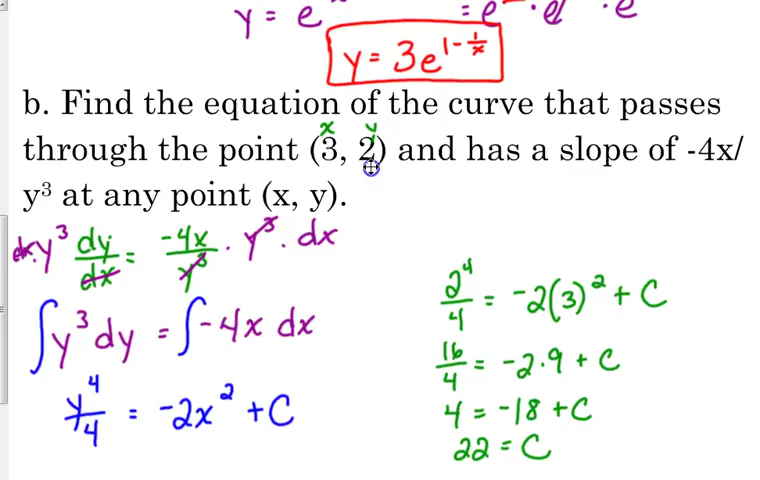 y = e = e · e · e
y = 3e^{1 - 1/x}
b. Find the equation of the curve that passes
x y
through the point (3, 2) and has a slope of -4x/
y³ at any point (x, y).
dx · y³ dy/dx = -4x/y³ · y³ · dx
∫y³ dy = ∫-4x dx
y⁴/4 = -2x² + C
2⁴/4 = -2(3)² + C
16/4 = -2·9 + C
4 = -18 + C
22 = C